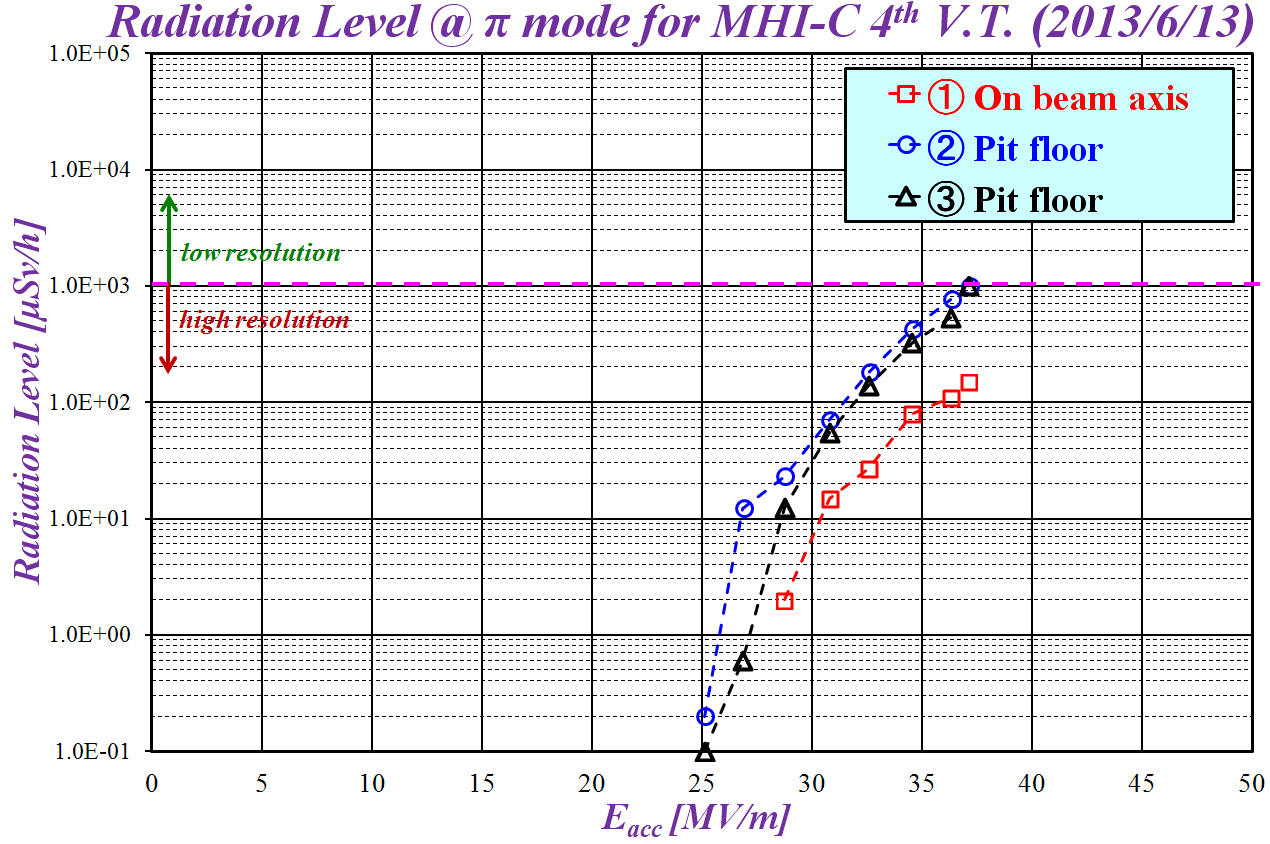 Radiation Level @ π mode for MHI-C 4th V.T. (2013/6/13)
1.0E+05
① On beam axis
② Pit floor
③ Pit floor
1.0E+04
low resolution
1.0E+03
high resolution
1.0E+02
1.0E+01
1.0E+00
1.0E-01
Radiation Level [μSv/h]
0 5 10 15 20 25 30 35 40 45 50
Eacc [MV/m]